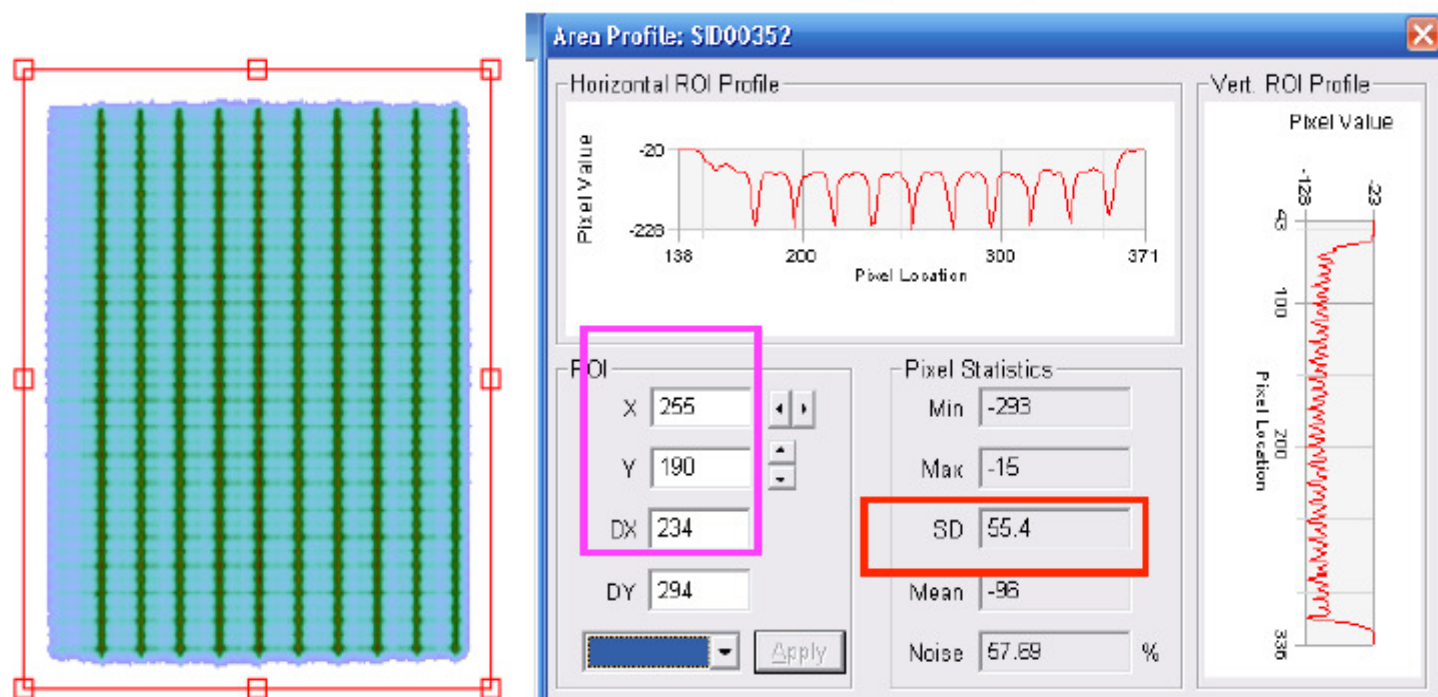 Area Profile: SID00352
Horizontal ROI Profile
Pixel Value
-20
-228
138 200 300 371
Pixel Location
Vert. ROI Profile
Pixel Value
-128 -23
43
100
200
336
Pixel Location
ROI
X 255
Y 190
DX 234
DY 294
Apply
Pixel Statistics
Min -293
Max -15
SD 55.4
Mean -96
Noise 57.69 %